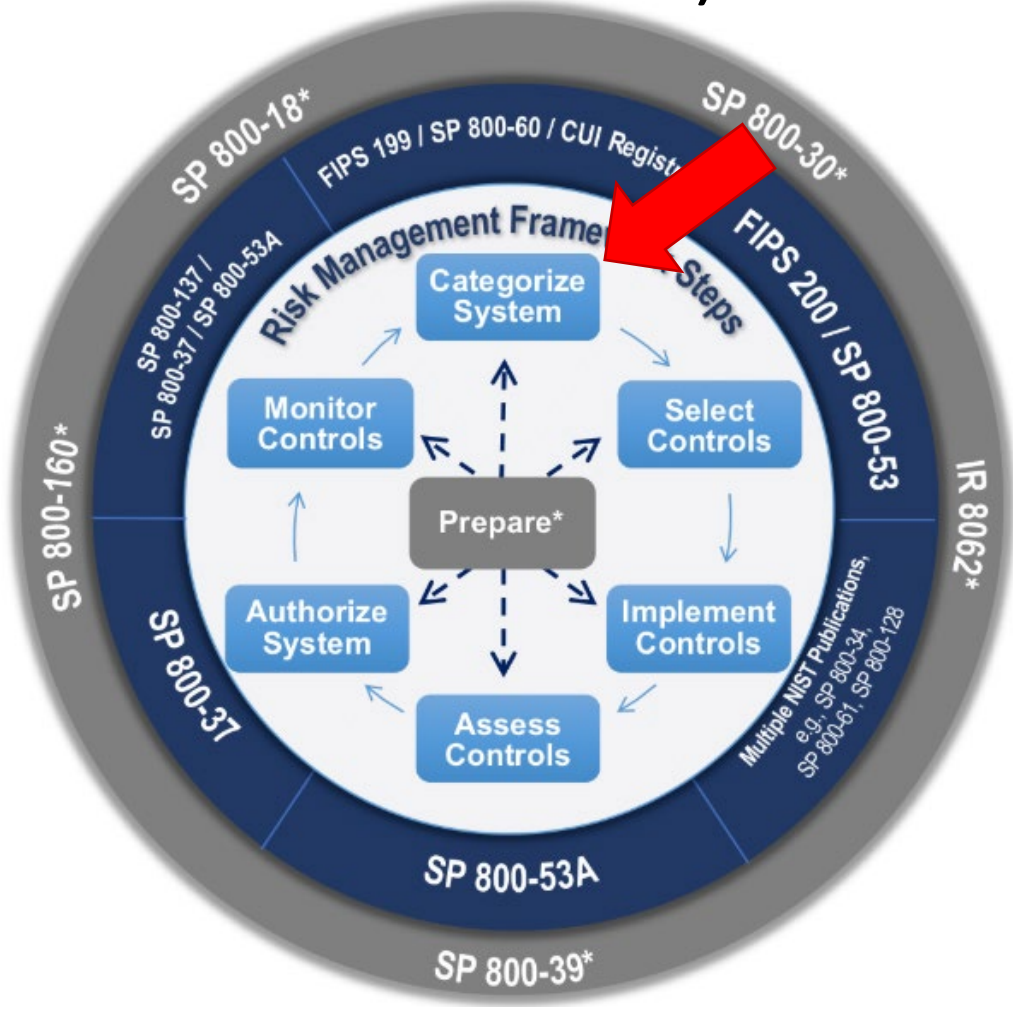 SP 800-18*
SP 800-30*
IR 8062*
SP 800-39*
SP 800-160*
FIPS 199 / SP 800-60 / CUI
FIPS 200 / SP 800-53
Multiple NIST Publications,
e.g., SP 800-34,
SP 800-61, SP 800-128
SP 800-53A
SP 800-37
SP 800-137 /
SP 800-37 / SP 800-53A
Risk Management Steps
Categorize
System
Select
Controls
Implement
Controls
Assess
Controls
Authorize
System
Monitor
Controls
Prepare*